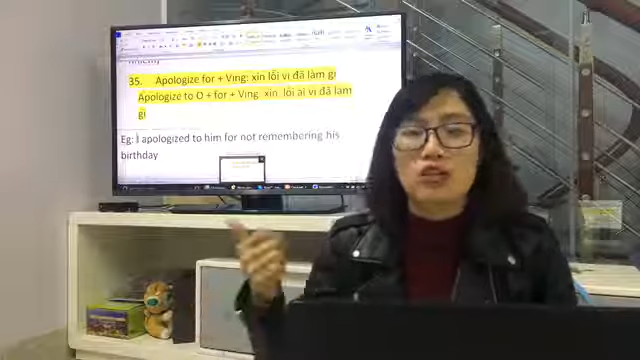 35. Apologize for + Ving: xin lỗi vì đã làm gì
Apologize to O + for + Ving: xin lỗi ai vì đã làm
gì
Eg: I apologized to him for not remembering his
birthday